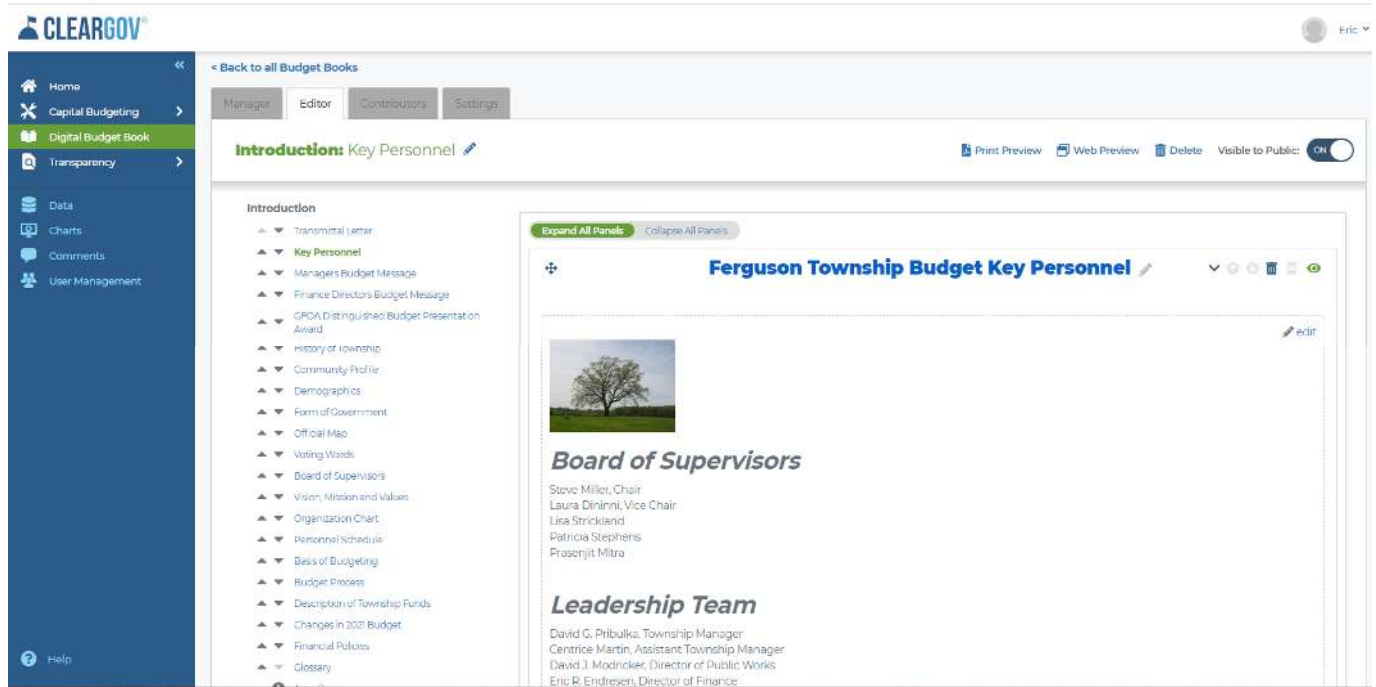 CLEARGOV®
Eric
«
Home
Capital Budgeting
Digital Budget Book
Transparency
Data
Charts
Comments
User Management
Help
< Back to all Budget Books
Manager
Editor
Contributors
Settings
Introduction: Key Personnel
Print Preview
Web Preview
Delete
Visible to Public:
ON
Introduction
Transmittal Letter
Key Personnel
Managers Budget Message
Finance Directors Budget Message
GFOA Distinguished Budget Presentation
Award
History of Township
Community Profile
Demographics
Form of Government
Official Map
Voting Wards
Board of Supervisors
Vision, Mission and Values
Organization Chart
Personnel Schedule
Basis of Budgeting
Budget Process
Description of Township Funds
Changes in 2021 Budget
Financial Policies
Glossary
Expand All Panels
Collapse All Panels
Ferguson Township Budget Key Personnel
edit
Board of Supervisors
Steve Miller, Chair
Laura Dininni, Vice Chair
Lisa Strickland
Patricia Stephens
Prasenjit Mitra
Leadership Team
David G. Pribulka, Township Manager
Centrice Martin, Assistant Township Manager
David J. Modricker, Director of Public Works
Eric R. Endresen, Director of Finance